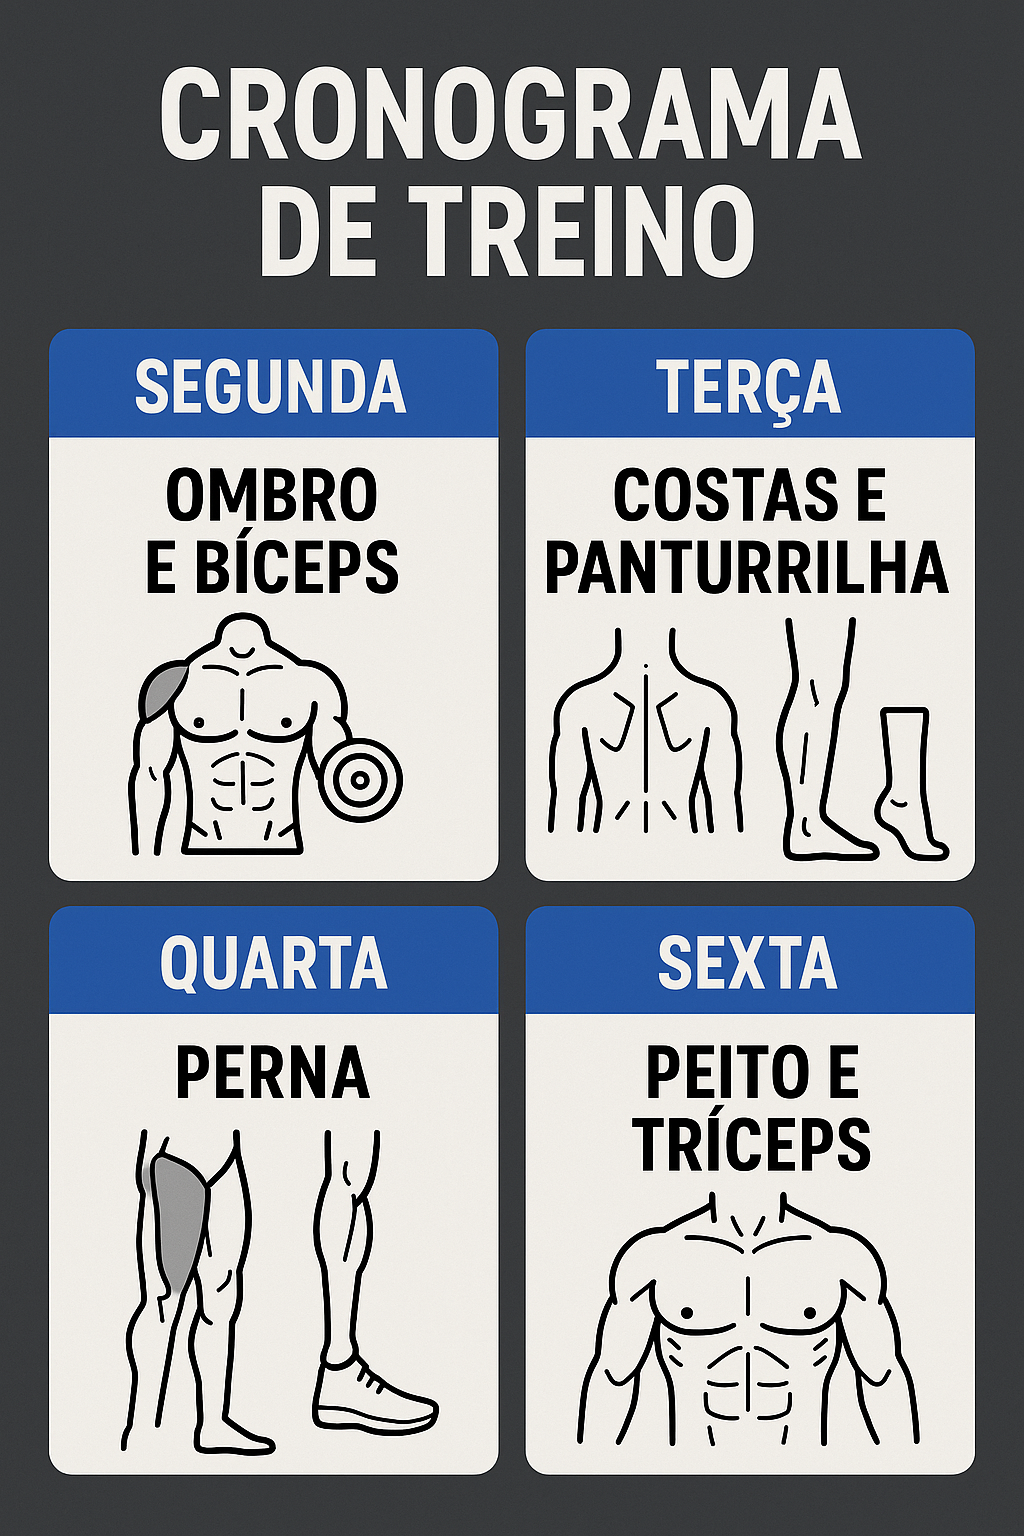 CRONOGRAMA
DE TREINO
SEGUNDA
OMBRO
E BÍCEPS
TERÇA
COSTAS E
PANTURRILHA
QUARTA
PERNA
SEXTA
PEITO E
TRÍCEPS